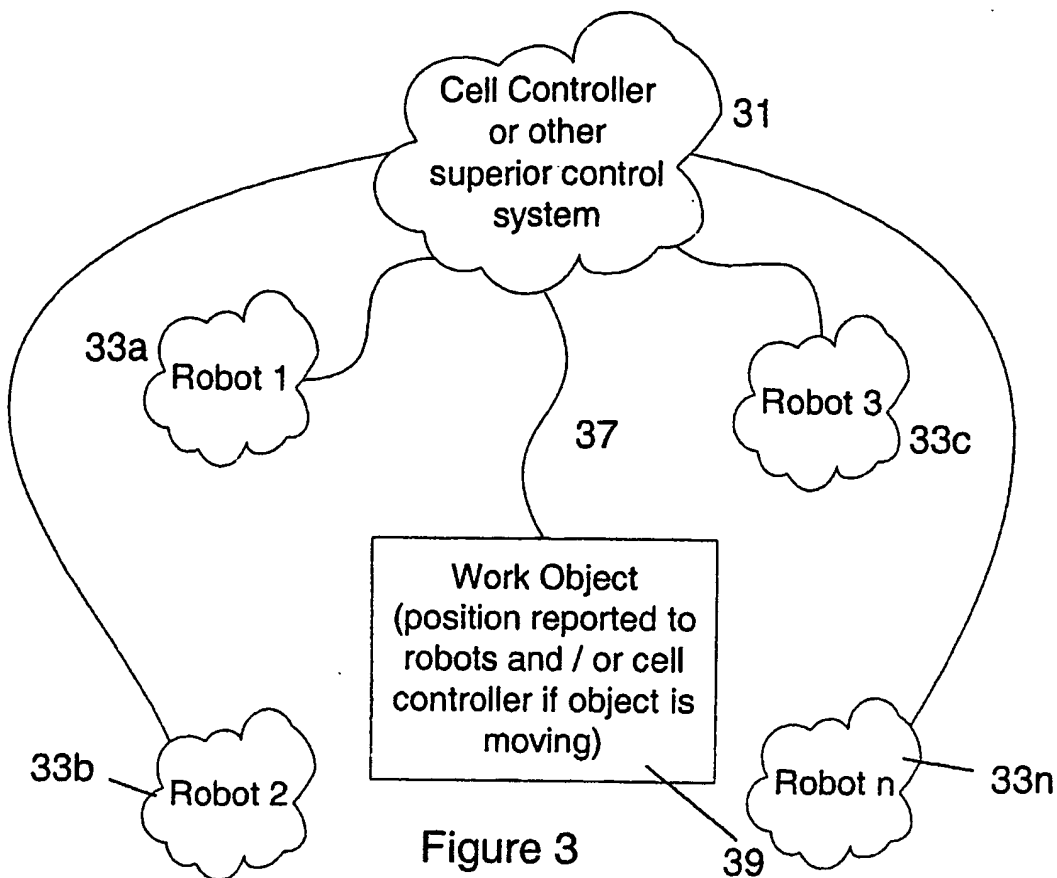 Cell Controller
or other
superior control
system
31
33a
Robot 1
Robot 3
33c
37
Work Object
(position reported to
robots and / or cell
controller if object is
moving)
33b
Robot 2
Robot n
33n
Figure 3
39